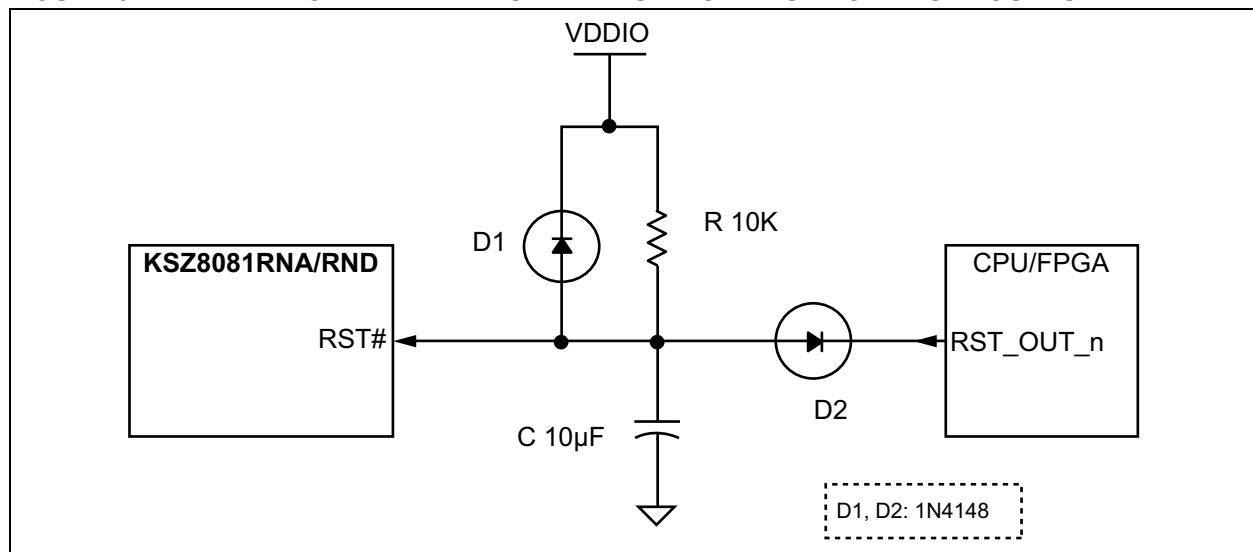 VDDIO
R 10K
D1
KSZ8081RNA/RND
CPU/FPGA
RST#
RST_OUT_n
D2
C 10µF
D1, D2: 1N4148